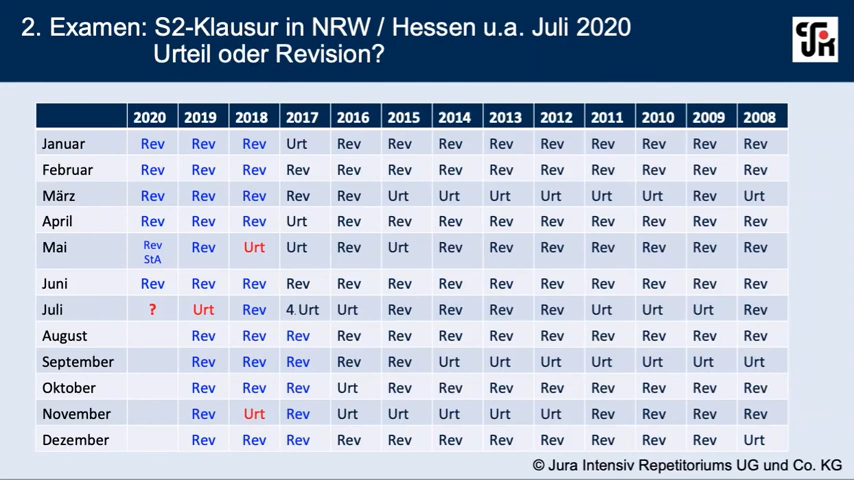 2. Examen: S2-Klausur in NRW / Hessen u.a. Juli 2020
Urteil oder Revision?
2020 2019 2018 2017 2016 2015 2014 2013 2012 2011 2010 2009 2008
Januar Rev Rev Rev Urt Rev Rev Rev Rev Rev Rev Rev Rev Rev
Februar Rev Rev Rev Rev Rev Rev Rev Rev Rev Rev Rev Rev Rev
März Rev Rev Rev Rev Rev Urt Urt Urt Urt Urt Urt Rev Urt
April Rev Rev Rev Urt Rev Rev Rev Rev Rev Rev Rev Rev Rev
Mai Rev StA Rev Urt Urt Rev Urt Rev Rev Rev Rev Rev Rev Rev
Juni Rev Rev Rev Rev Rev Rev Rev Rev Rev Rev Rev Rev Rev
Juli ? Urt Rev 4. Urt Urt Rev Rev Rev Rev Urt Urt Urt Rev
August Rev Rev Rev Rev Rev Rev Rev Rev Rev Rev Rev Rev
September Rev Rev Rev Rev Rev Urt Urt Urt Urt Urt Urt Urt
Oktober Rev Rev Rev Urt Rev Rev Rev Rev Rev Rev Rev Rev
November Rev Urt Rev Urt Urt Urt Urt Urt Rev Rev Rev Rev
Dezember Rev Rev Rev Rev Rev Rev Rev Rev Rev Rev Rev Urt
© Jura Intensiv Repetitoriums UG und Co. KG